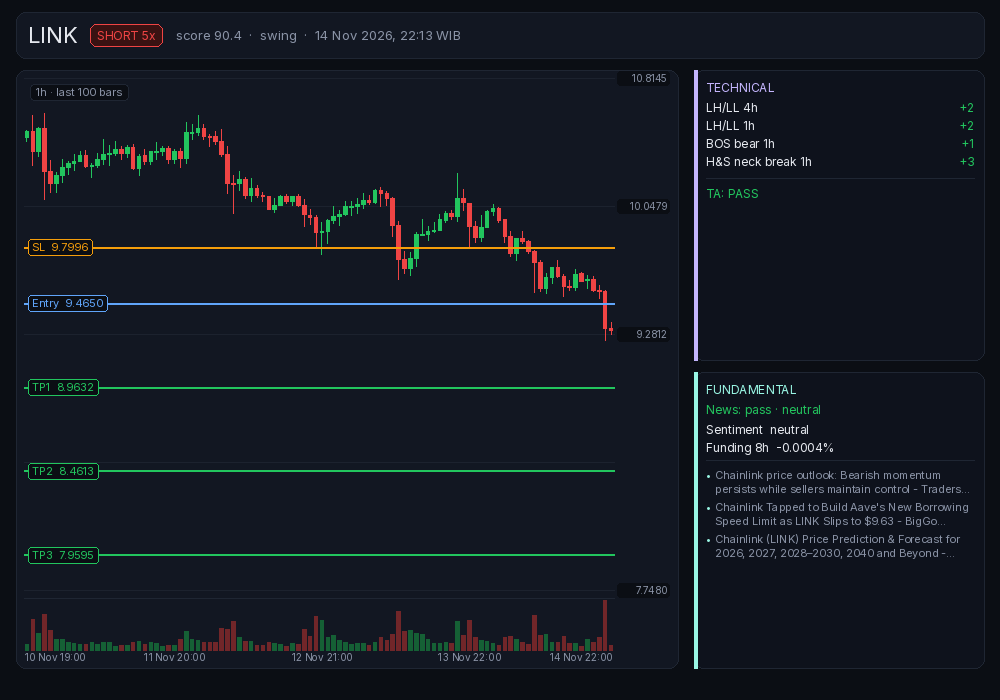 LINK
SHORT 5x
score 90.4 · swing · 14 Nov 2026, 22:13 WIB
1h · last 100 bars
10.8145
10.0479
9.2812
7.7480
SL 9.7996
Entry 9.4650
TP1 8.9632
TP2 8.4613
TP3 7.9595
10 Nov 19:00
11 Nov 20:00
12 Nov 21:00
13 Nov 22:00
14 Nov 22:00
TECHNICAL
LH/LL 4h +2
LH/LL 1h +2
BOS bear 1h +1
H&S neck break 1h +3
TA: PASS
FUNDAMENTAL
News: pass · neutral
Sentiment neutral
Funding 8h -0.0004%
• Chainlink price outlook: Bearish momentum
persists while sellers maintain control - Traders...
• Chainlink Tapped to Build Aave's New Borrowing
Speed Limit as LINK Slips to $9.63 - BigGo...
• Chainlink (LINK) Price Prediction & Forecast for
2026, 2027, 2028–2030, 2040 and Beyond -...